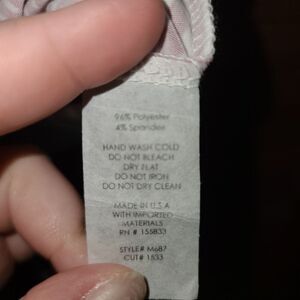 96% Polyester
4% Spandex
HAND WASH COLD
DO NOT BLEACH
DRY FLAT
DO NOT IRON
DO NOT DRY CLEAN
MADE IN U.S.A
WITH IMPORTED
MATERIALS
RN # 155833
STYLE# M687
CUT# 1533